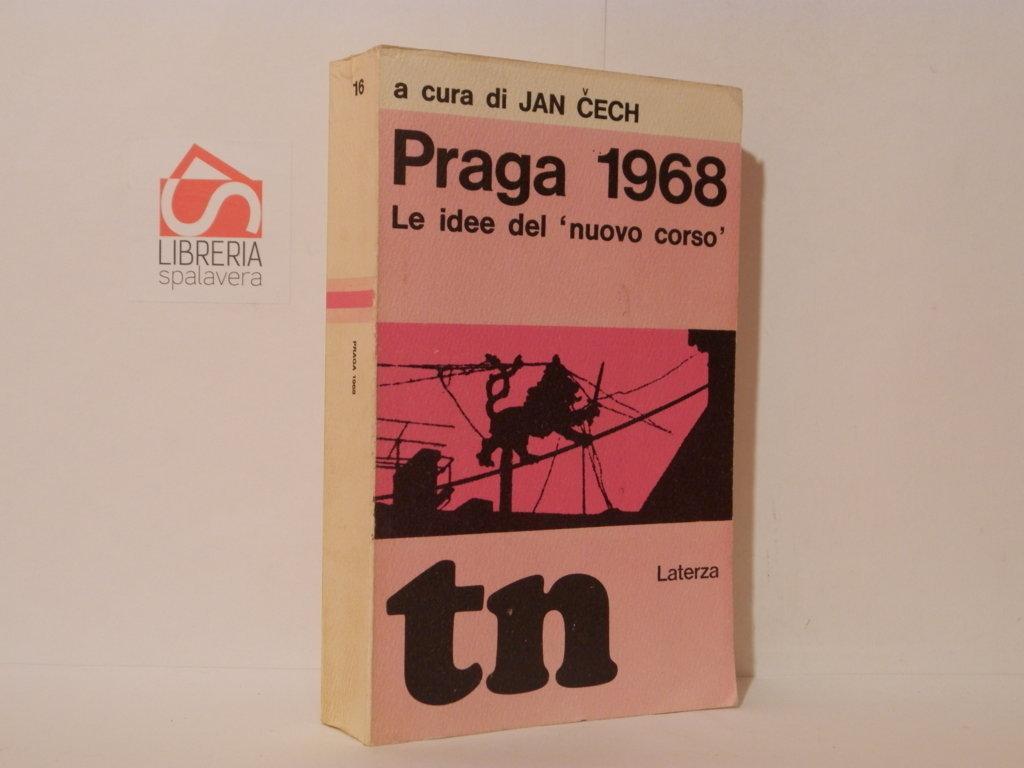 16
a cura di JAN ČECH
Praga 1968
Le idee del ‘nuovo corso’
LIBRERIA
spalavera
PRAGA 1968
Laterza
tn